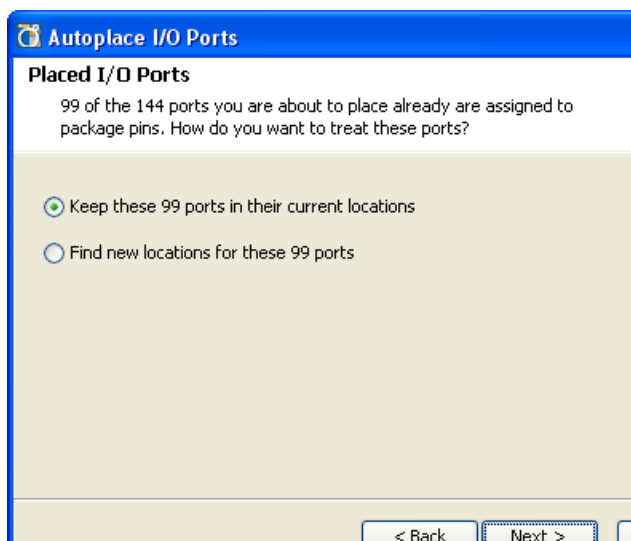 Autoplace I/O Ports
Placed I/O Ports
99 of the 144 ports you are about to place already are assigned to
package pins. How do you want to treat these ports?
Keep these 99 ports in their current locations
Find new locations for these 99 ports
< Back Next >